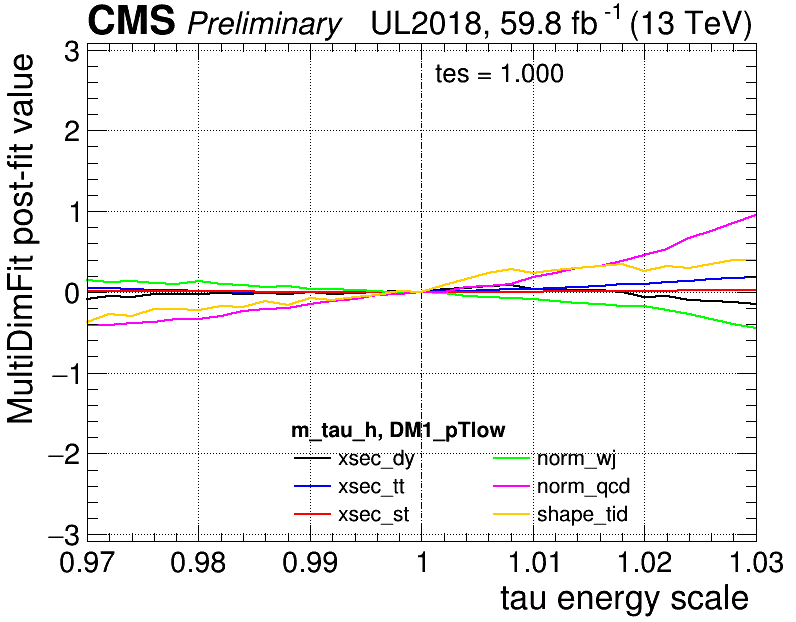 CMS Preliminary UL2018, 59.8 fb⁻¹ (13 TeV)
MultiDimFit post-fit value
tes = 1.000
3
2
1
0
−1
−2
−3
m_tau_h, DM1_pTlow
xsec_dy norm_wj
xsec_tt norm_qcd
xsec_st shape_tid
0.97 0.98 0.99 1 1.01 1.02 1.03
tau energy scale